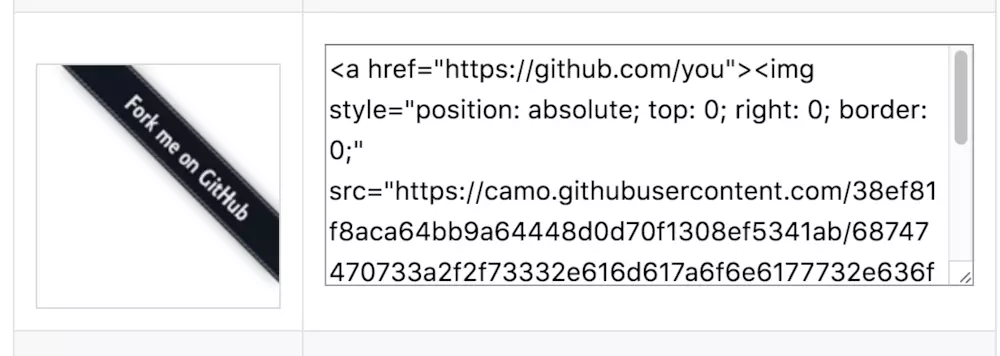 Fork me on GitHub
<a href="https://github.com/you"><img
style="position: absolute; top: 0; right: 0; border:
0;"
src="https://camo.githubusercontent.com/38ef81
f8aca64bb9a64448d0d70f1308ef5341ab/68747
470733a2f2f73332e616d617a6f6e6177732e636f